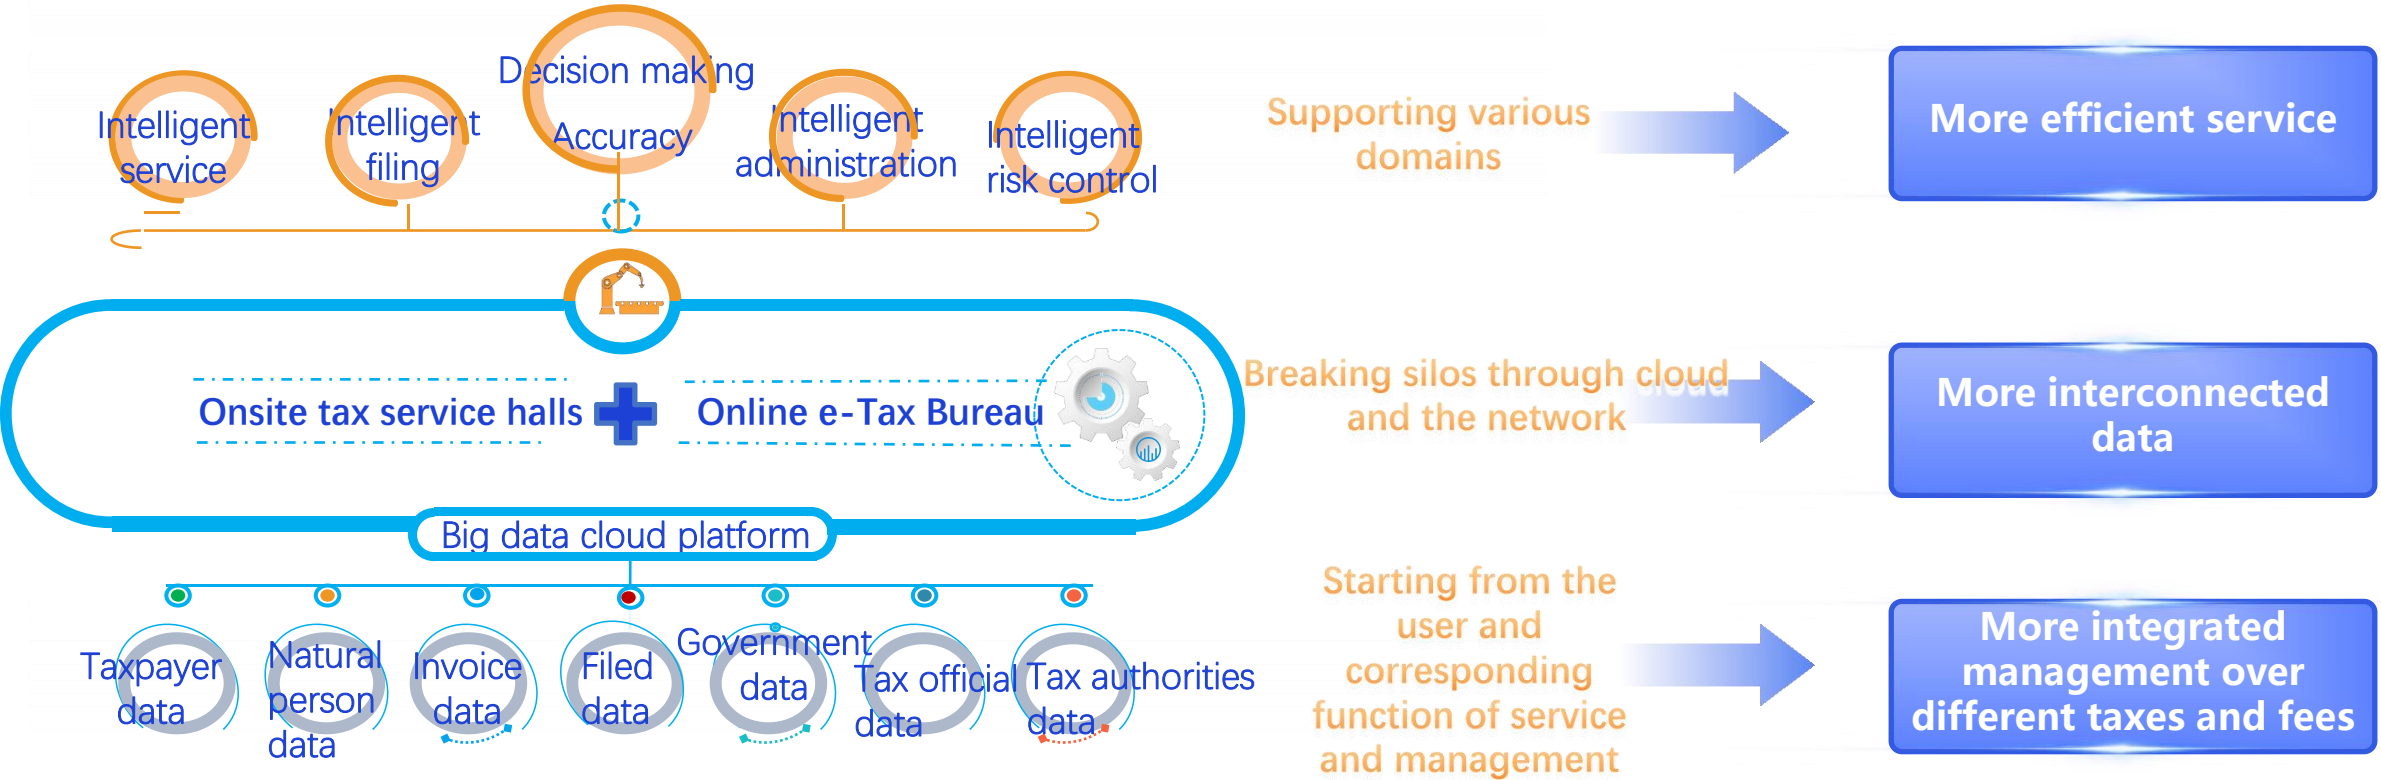 Decision making
Accuracy
Intelligent
service
Intelligent
filing
Intelligent
administration
Intelligent
risk control
Supporting various
domains
More efficient service
Onsite tax service halls
Online e-Tax Bureau
Breaking silos through cloud
and the network
More interconnected
data
Big data cloud platform
Taxpayer
data
Natural
person
data
Invoice
data
Filed
data
Government
data
Tax official
data
Tax authorities
data
Starting from the
user and
corresponding
function of service
and management
More integrated
management over
different taxes and fees